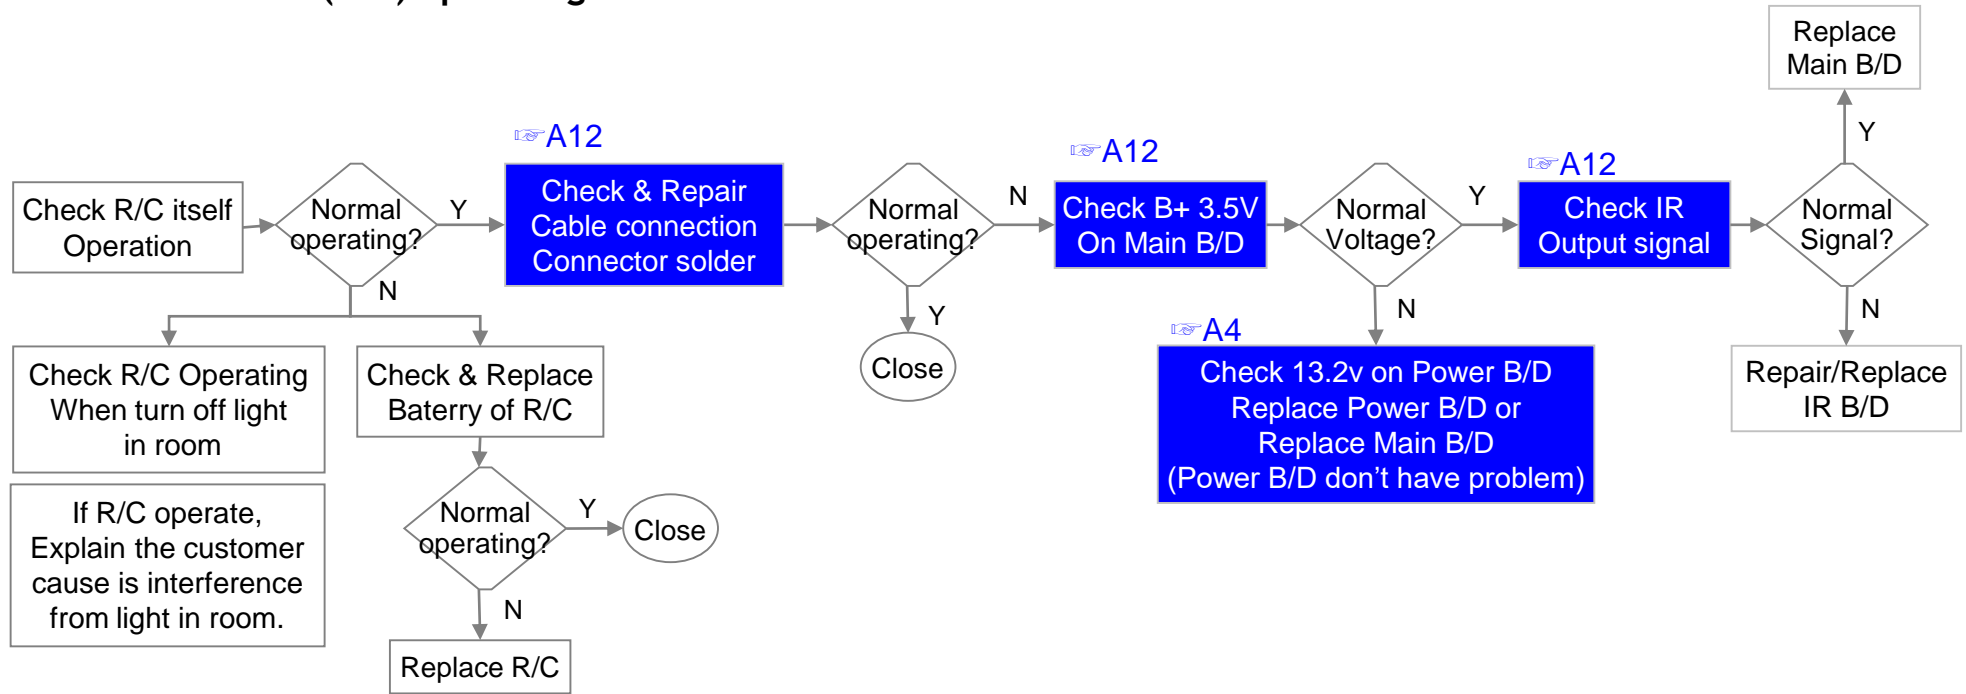 Replace
Main B/D
Y
☞A12
☞A12
☞A12
Check R/C itself
Operation
Normal
operating?
Y
Check & Repair
Cable connection
Connector solder
Normal
operating?
N
Check B+ 3.5V
On Main B/D
Normal
Voltage?
Y
Check IR
Output signal
Normal
Signal?
N
Y
N
N
Close
☞A4
Check R/C Operating
When turn off light
in room
Check & Replace
Baterry of R/C
Check 13.2v on Power B/D
Replace Power B/D or
Replace Main B/D
(Power B/D don’t have problem)
Repair/Replace
IR B/D
If R/C operate,
Explain the customer
cause is interference
from light in room.
Normal
operating?
Y
Close
N
Replace R/C